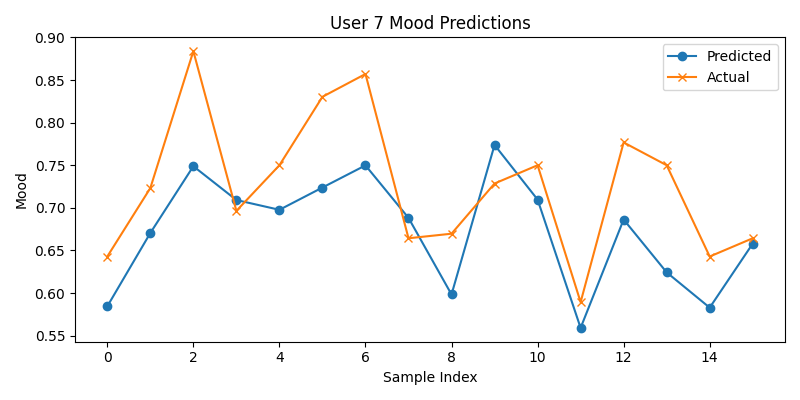 User 7 Mood Predictions
0.90
0.85
0.80
0.75
0.70
0.65
0.60
0.55
Mood
Predicted
Actual
0 2 4 6 8 10 12 14
Sample Index